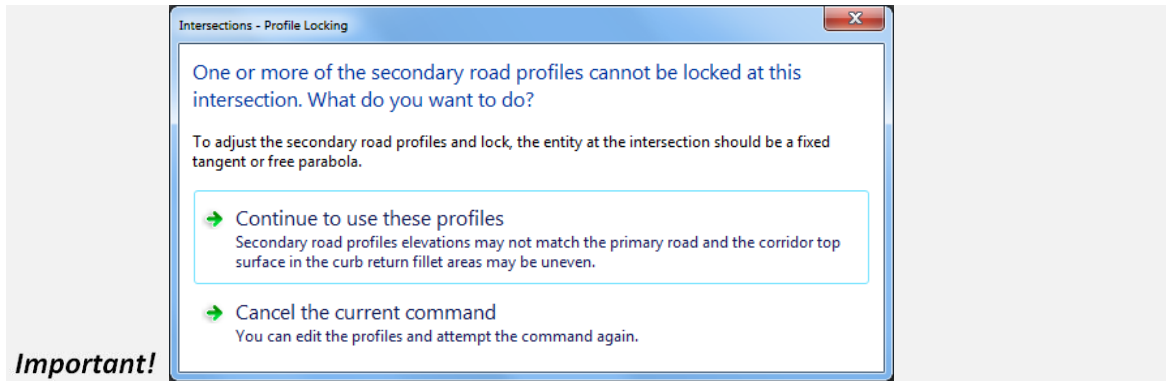 Intersections - Profile Locking
One or more of the secondary road profiles cannot be locked at this
intersection. What do you want to do?
To adjust the secondary road profiles and lock, the entity at the intersection should be a fixed
tangent or free parabola.
Continue to use these profiles
Secondary road profiles elevations may not match the primary road and the corridor top
surface in the curb return fillet areas may be uneven.
Cancel the current command
You can edit the profiles and attempt the command again.
Important!